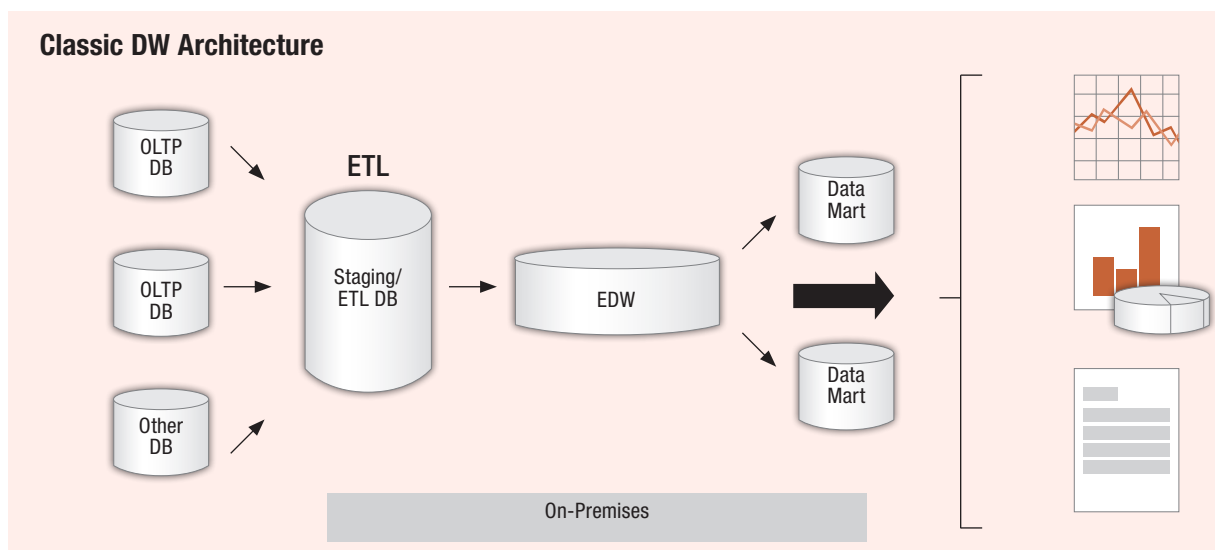 Classic DW Architecture
OLTP
DB
OLTP
DB
Other
DB
ETL
Staging/
ETL DB
EDW
Data
Mart
Data
Mart
On-Premises